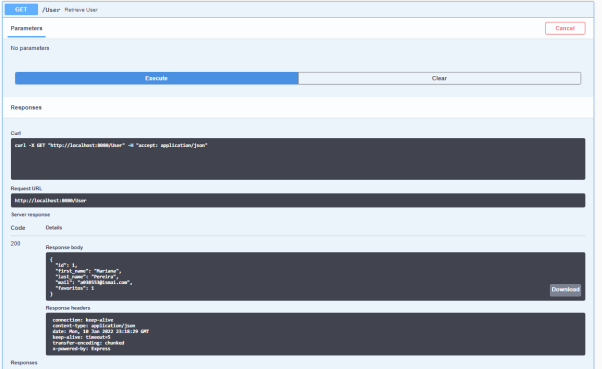 GET /User Retrieve User
Parameters Cancel
No parameters
Execute Clear
Responses
Curl
curl -X GET "http://localhost:8080/User" -H "accept: application/json"
Request URL
http://localhost:8080/User
Server response
Code Details
200
Response body
{
"id": 1,
"first_name": "Mariana",
"last_name": "Pereira",
"mail": "a038553@ismai.com",
"favoritos": 1
}
Download
Response headers
connection: keep-alive
content-type: application/json
date: Mon, 10 Jan 2022 23:18:29 GMT
keep-alive: timeout=5
transfer-encoding: chunked
x-powered-by: Express
Responses